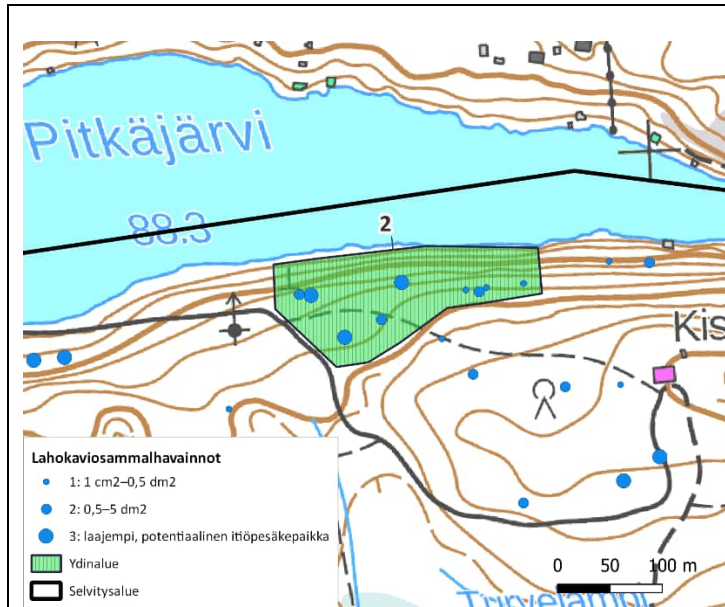 Pitkäjärvi
88.3
2
Kis
Lahokaviosammalhavainnot
1: 1 cm2–0,5 dm2
2: 0,5–5 dm2
3: laajempi, potentiaalinen itiöpesäkepaikka
Ydinalue
Selvitysalue
0 50 100 m